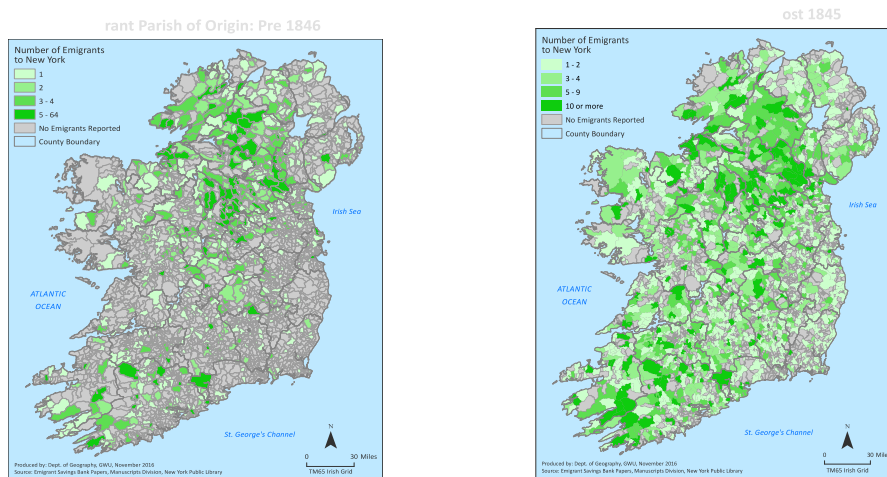 rant Parish of Origin: Pre 1846
Number of Emigrants
to New York
1
2
3 - 4
5 - 64
No Emigrants Reported
County Boundary
Irish Sea
ATLANTIC
OCEAN
St. George's Channel
N
0 30 Miles
TM65 Irish Grid
Produced by: Dept. of Geography, GWU, November 2016
Source: Emigrant Savings Bank Papers, Manuscripts Division, New York Public Library
ost 1845
Number of Emigrants
to New York
1 - 2
3 - 4
5 - 9
10 or more
No Emigrants Reported
County Boundary
Irish Sea
ATLANTIC
OCEAN
St. George's Channel
N
0 30 Mile
TM65 Irish Grid
Produced by: Dept. of Geography, GWU, November 2016
Source: Emigrant Savings Bank Papers, Manuscripts Division, New York Public Library